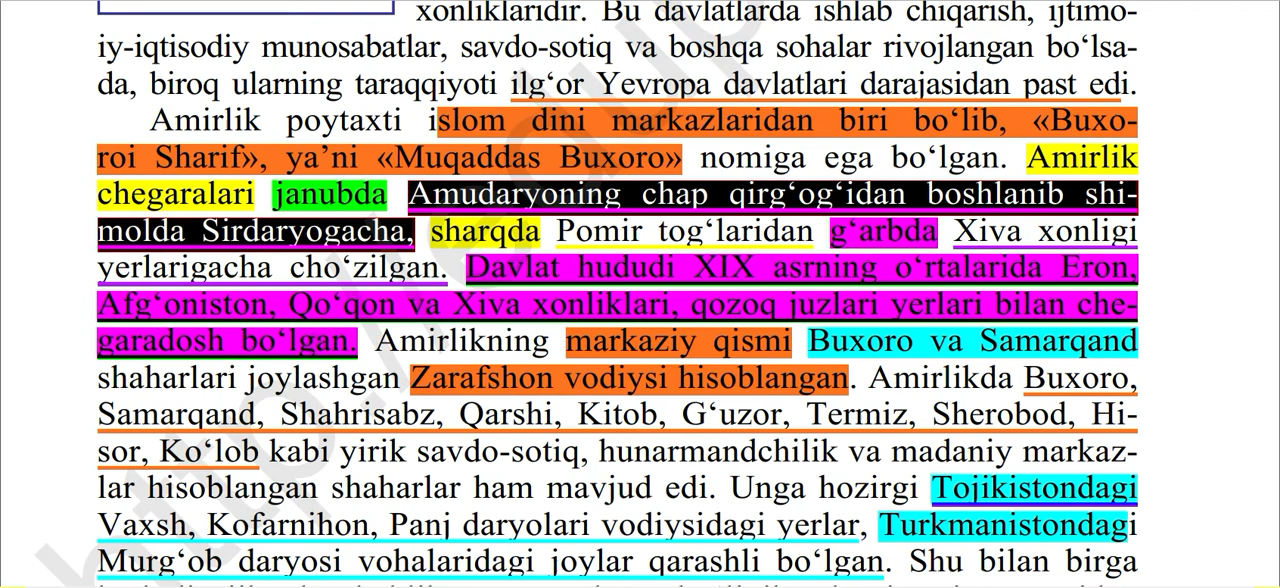 xonliklaridir. Bu davlatlarda ishlab chiqarish, ijtimo-
iy-iqtisodiy munosabatlar, savdo-sotiq va boshqa sohalar rivojlangan bo‘lsa-
da, biroq ularning taraqqiyoti ilg‘or Yevropa davlatlari darajasidan past edi.
Amirlik poytaxti islom dini markazlaridan biri bo‘lib, «Buxo-
roi Sharif», ya’ni «Muqaddas Buxoro» nomiga ega bo‘lgan. Amirlik
chegaralari janubda Amudaryoning chap qirg‘og‘idan boshlanib shi-
molda Sirdaryogacha, sharqda Pomir tog‘laridan g‘arbda Xiva xonligi
yerlarigacha cho‘zilgan. Davlat hududi XIX asrning o‘rtalarida Eron,
Afg‘oniston, Qo‘qon va Xiva xonliklari, qozoq juzlari yerlari bilan che-
garadosh bo‘lgan. Amirlikning markaziy qismi Buxoro va Samarqand
shaharlari joylashgan Zarafshon vodiysi hisoblangan. Amirlikda Buxoro,
Samarqand, Shahrisabz, Qarshi, Kitob, G‘uzor, Termiz, Sherobod, Hi-
sor, Ko‘lob kabi yirik savdo-sotiq, hunarmandchilik va madaniy markaz-
lar hisoblangan shaharlar ham mavjud edi. Unga hozirgi Tojikistondagi
Vaxsh, Kofarnihon, Panj daryolari vodiysidagi yerlar, Turkmanistondagi
Murg‘ob daryosi vohalaridagi joylar qarashli bo‘lgan. Shu bilan birga